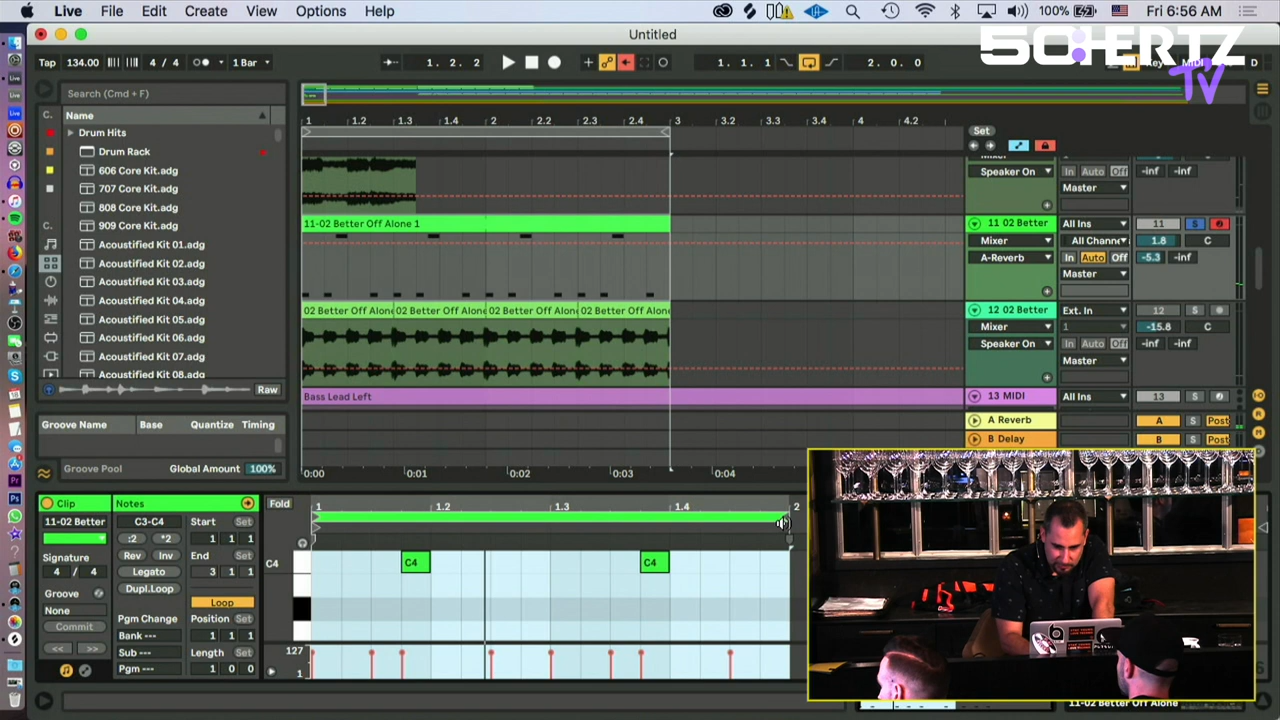 Live File Edit Create View Options Help 100% Fri 6:56 AM
Untitled
50HERTZ TV
Tap 134.00 4 / 4 1 Bar 1. 2. 2 1. 1. 1 2. 0. 0 Key MIDI D
Search (Cmd + F)
C. Name
Drum Hits
Drum Rack
606 Core Kit.adg
707 Core Kit.adg
808 Core Kit.adg
C. 909 Core Kit.adg
Acoustified Kit 01.adg
Acoustified Kit 02.adg
Acoustified Kit 03.adg
Acoustified Kit 04.adg
Acoustified Kit 05.adg
Acoustified Kit 06.adg
Acoustified Kit 07.adg
Acoustified Kit 08.adg
Raw
Groove Name Base Quantize Timing
Groove Pool Global Amount 100%
1 1.2 1.3 1.4 2 2.2 2.3 2.4 3 3.2 3.3 3.4 4 4.2
Set
Mixer
Speaker On In Auto Off -inf -inf
Master
11-02 Better Off Alone 1 11 02 Better All Ins 11 S
Mixer All Channe 1.8 C
A-Reverb In Auto Off -5.3 -inf
Master
02 Better Off Alone 02 Better Off Alone 02 Better Off Alone 02 Better Off Alone 12 02 Better Ext. In 12 S
Mixer 1 -15.8 C
Speaker On In Auto Off -inf -inf
Master
Bass Lead Left 13 MIDI All Ins 13 S
A Reverb A S Post
B Delay B S Post
0:00 0:01 0:02 0:03 0:04
Clip Notes Fold 1 1.2 1.3 1.4 2
11-02 Better C3-C4 Start Set
:2 *2 1 1 1
Signature Rev Inv End Set
4 / 4 Legato 3 1 1
Groove Dupl.Loop Loop
None Pgm Change Position Set
Commit Bank --- 1 1 1
<< >> Sub --- Length Set
Pgm --- 1 0 0
C4 C4 C4
127
1
11-02 Better Off Alone